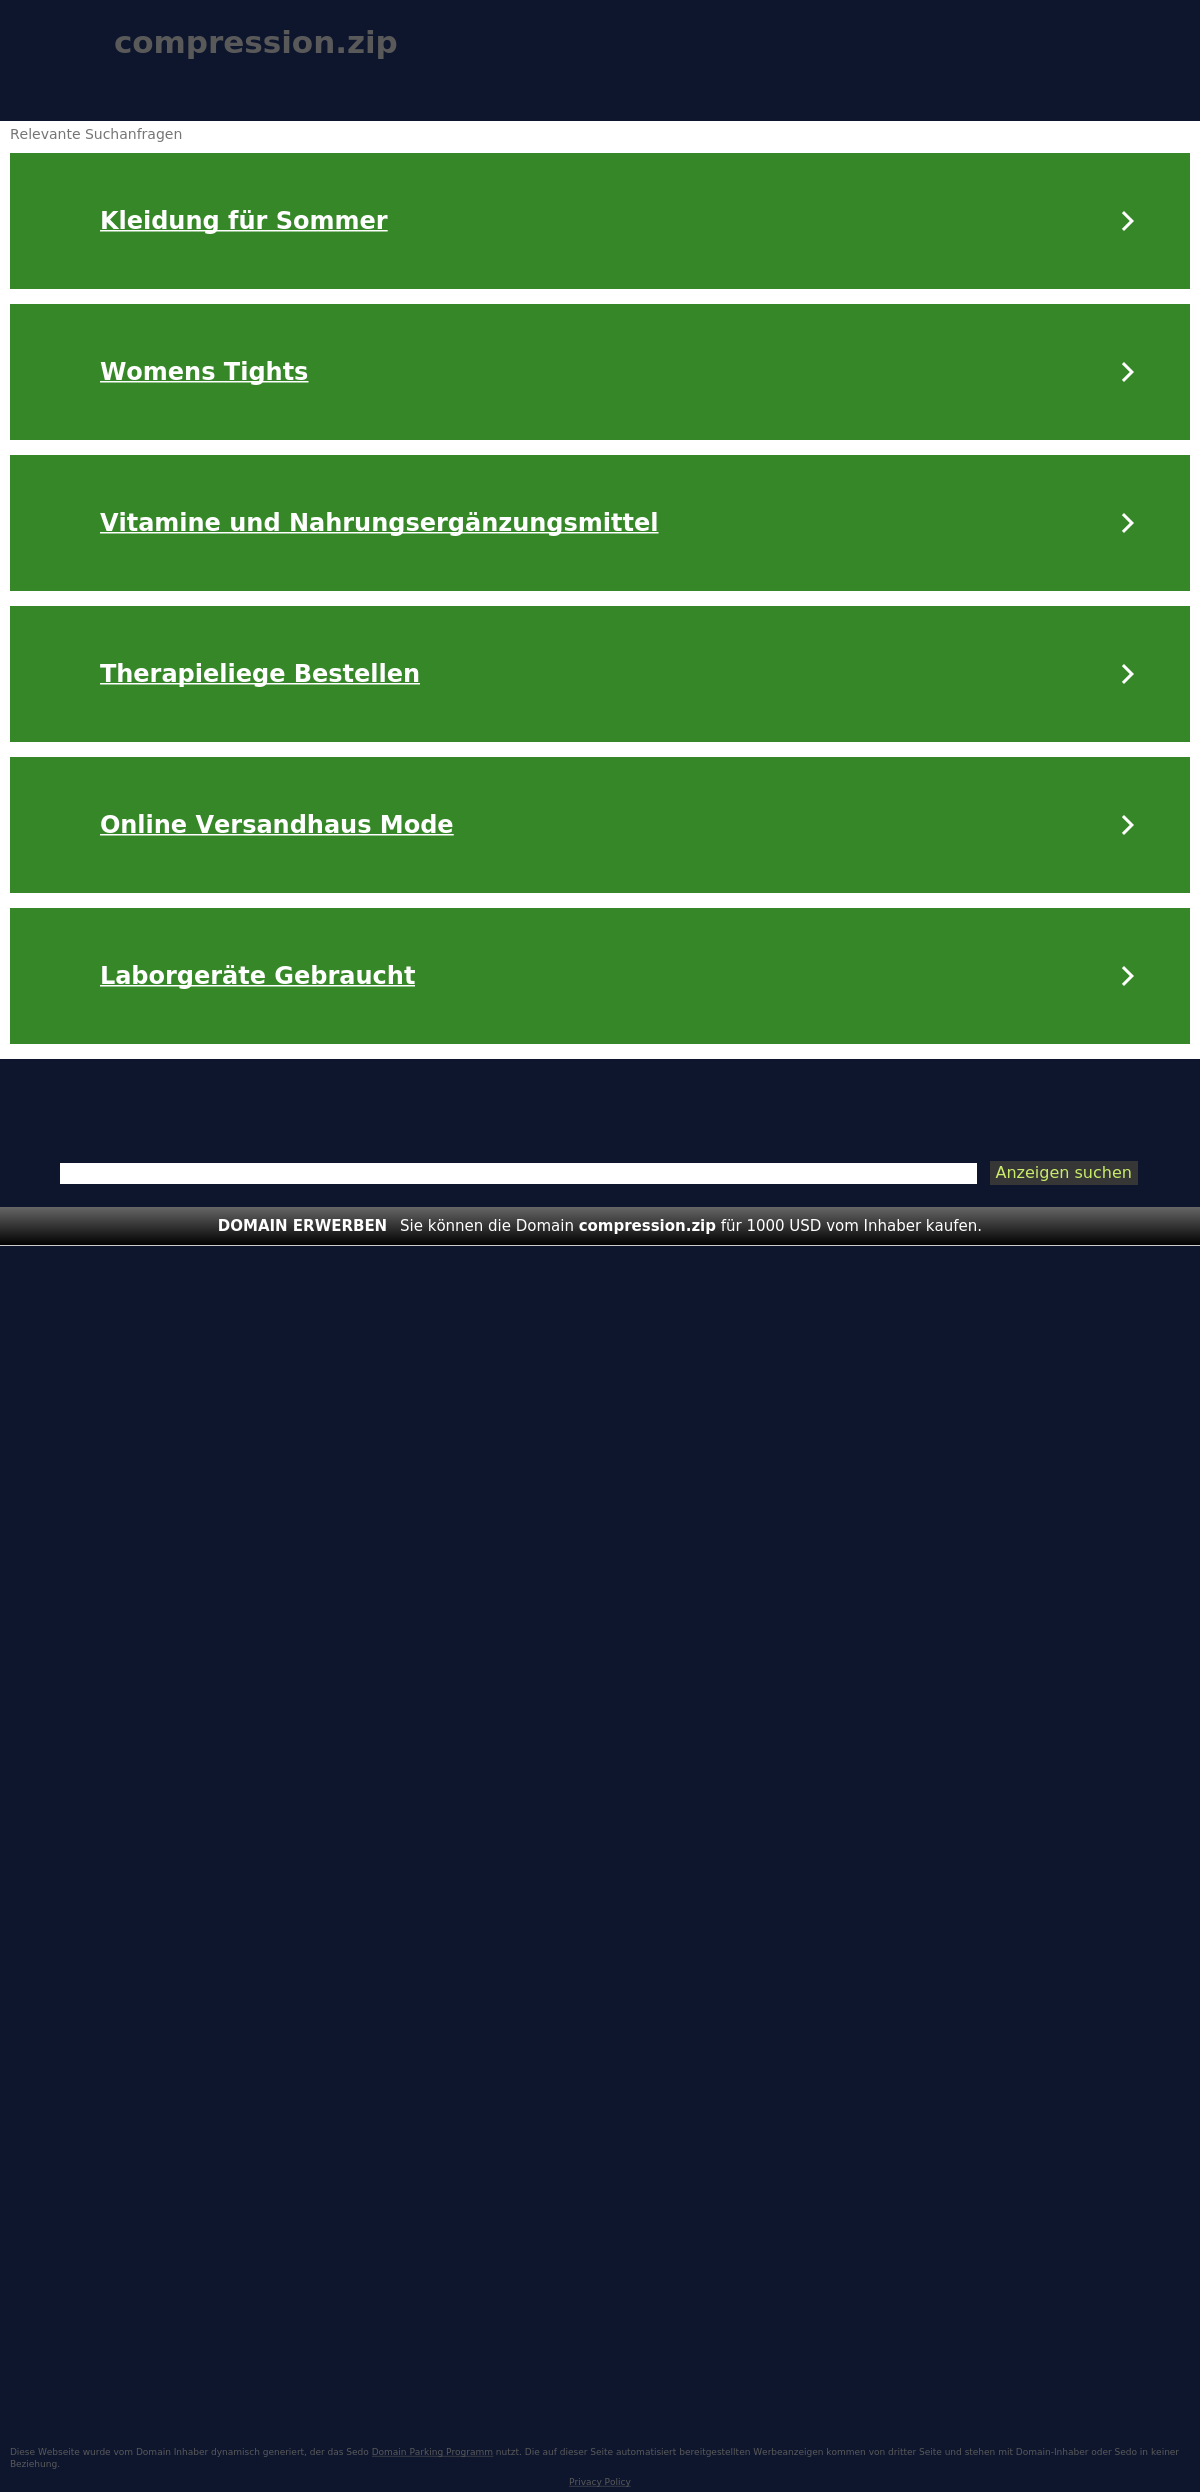 compression.zip
Relevante Suchanfragen
Kleidung für Sommer
Womens Tights
Vitamine und Nahrungsergänzungsmittel
Therapieliege Bestellen
Online Versandhaus Mode
Laborgeräte Gebraucht
Anzeigen suchen
DOMAIN ERWERBEN Sie können die Domain compression.zip für 1000 USD vom Inhaber kaufen.
Diese Webseite wurde vom Domain Inhaber dynamisch generiert, der das Sedo Domain Parking Programm nutzt. Die auf dieser Seite automatisiert bereitgestellten Werbeanzeigen kommen von dritter Seite und stehen mit Domain-Inhaber oder Sedo in keiner
Beziehung.
Privacy Policy